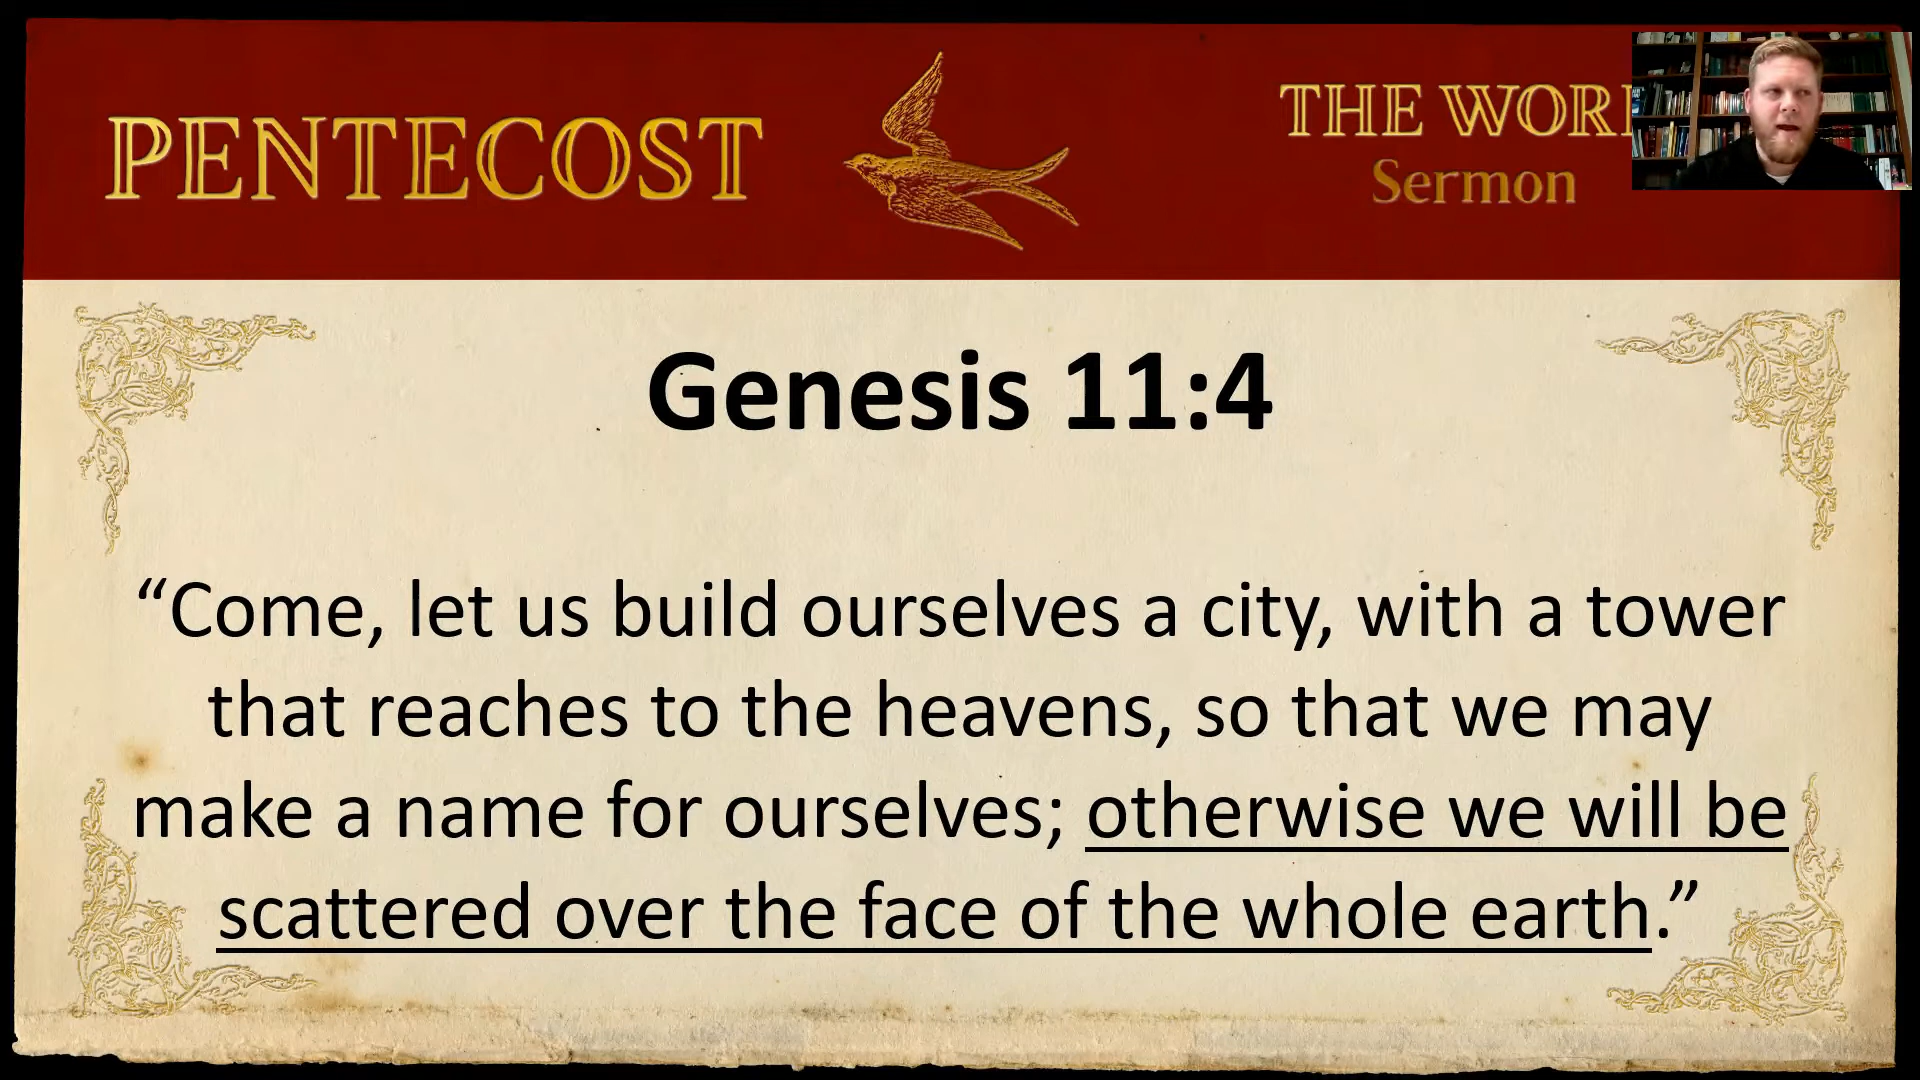 PENTECOST
THE WOR
Sermon
Genesis 11:4
“Come, let us build ourselves a city, with a tower
that reaches to the heavens, so that we may
make a name for ourselves; otherwise we will be
scattered over the face of the whole earth.”